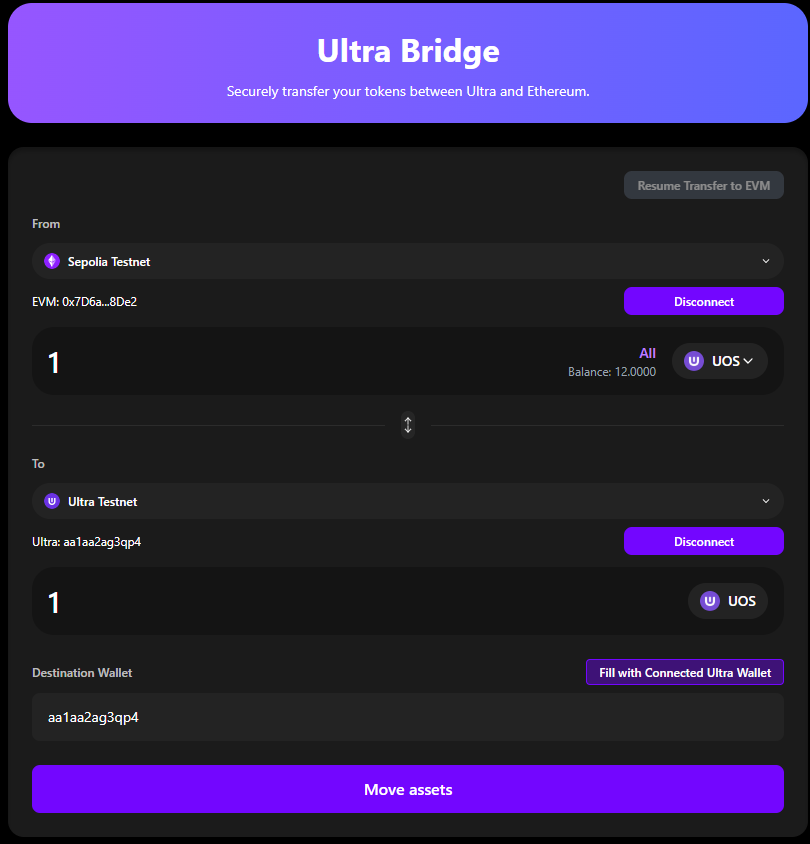 Ultra Bridge
Securely transfer your tokens between Ultra and Ethereum.
Resume Transfer to EVM
From
Sepolia Testnet
EVM: 0x7D6a...8De2
Disconnect
1
All
Balance: 12.0000
UOS
To
Ultra Testnet
Ultra: aa1aa2ag3qp4
Disconnect
1
UOS
Destination Wallet
Fill with Connected Ultra Wallet
aa1aa2ag3qp4
Move assets